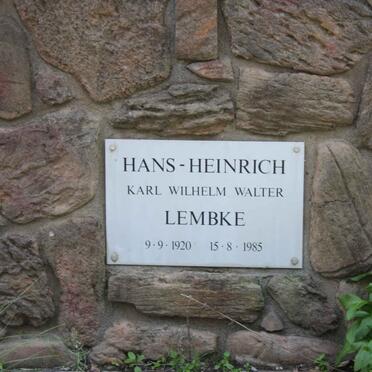 HANS-HEINRICH
KARL WILHELM WALTER
LEMBKE
9·9·1920 15·8·1985